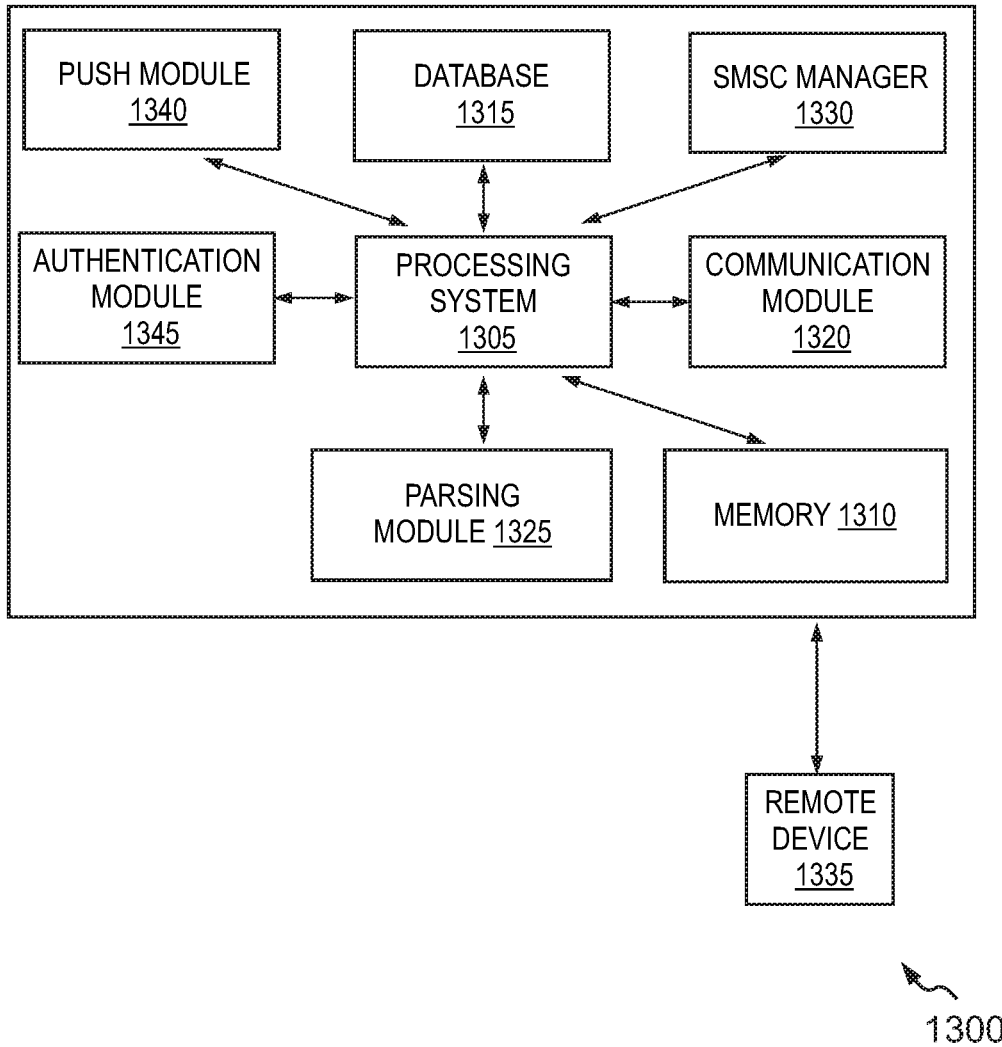 PUSH MODULE
1340
DATABASE
1315
SMSC MANAGER
1330
AUTHENTICATION
MODULE
1345
PROCESSING
SYSTEM
1305
COMMUNICATION
MODULE
1320
PARSING
MODULE 1325
MEMORY 1310
REMOTE
DEVICE
1335
1300